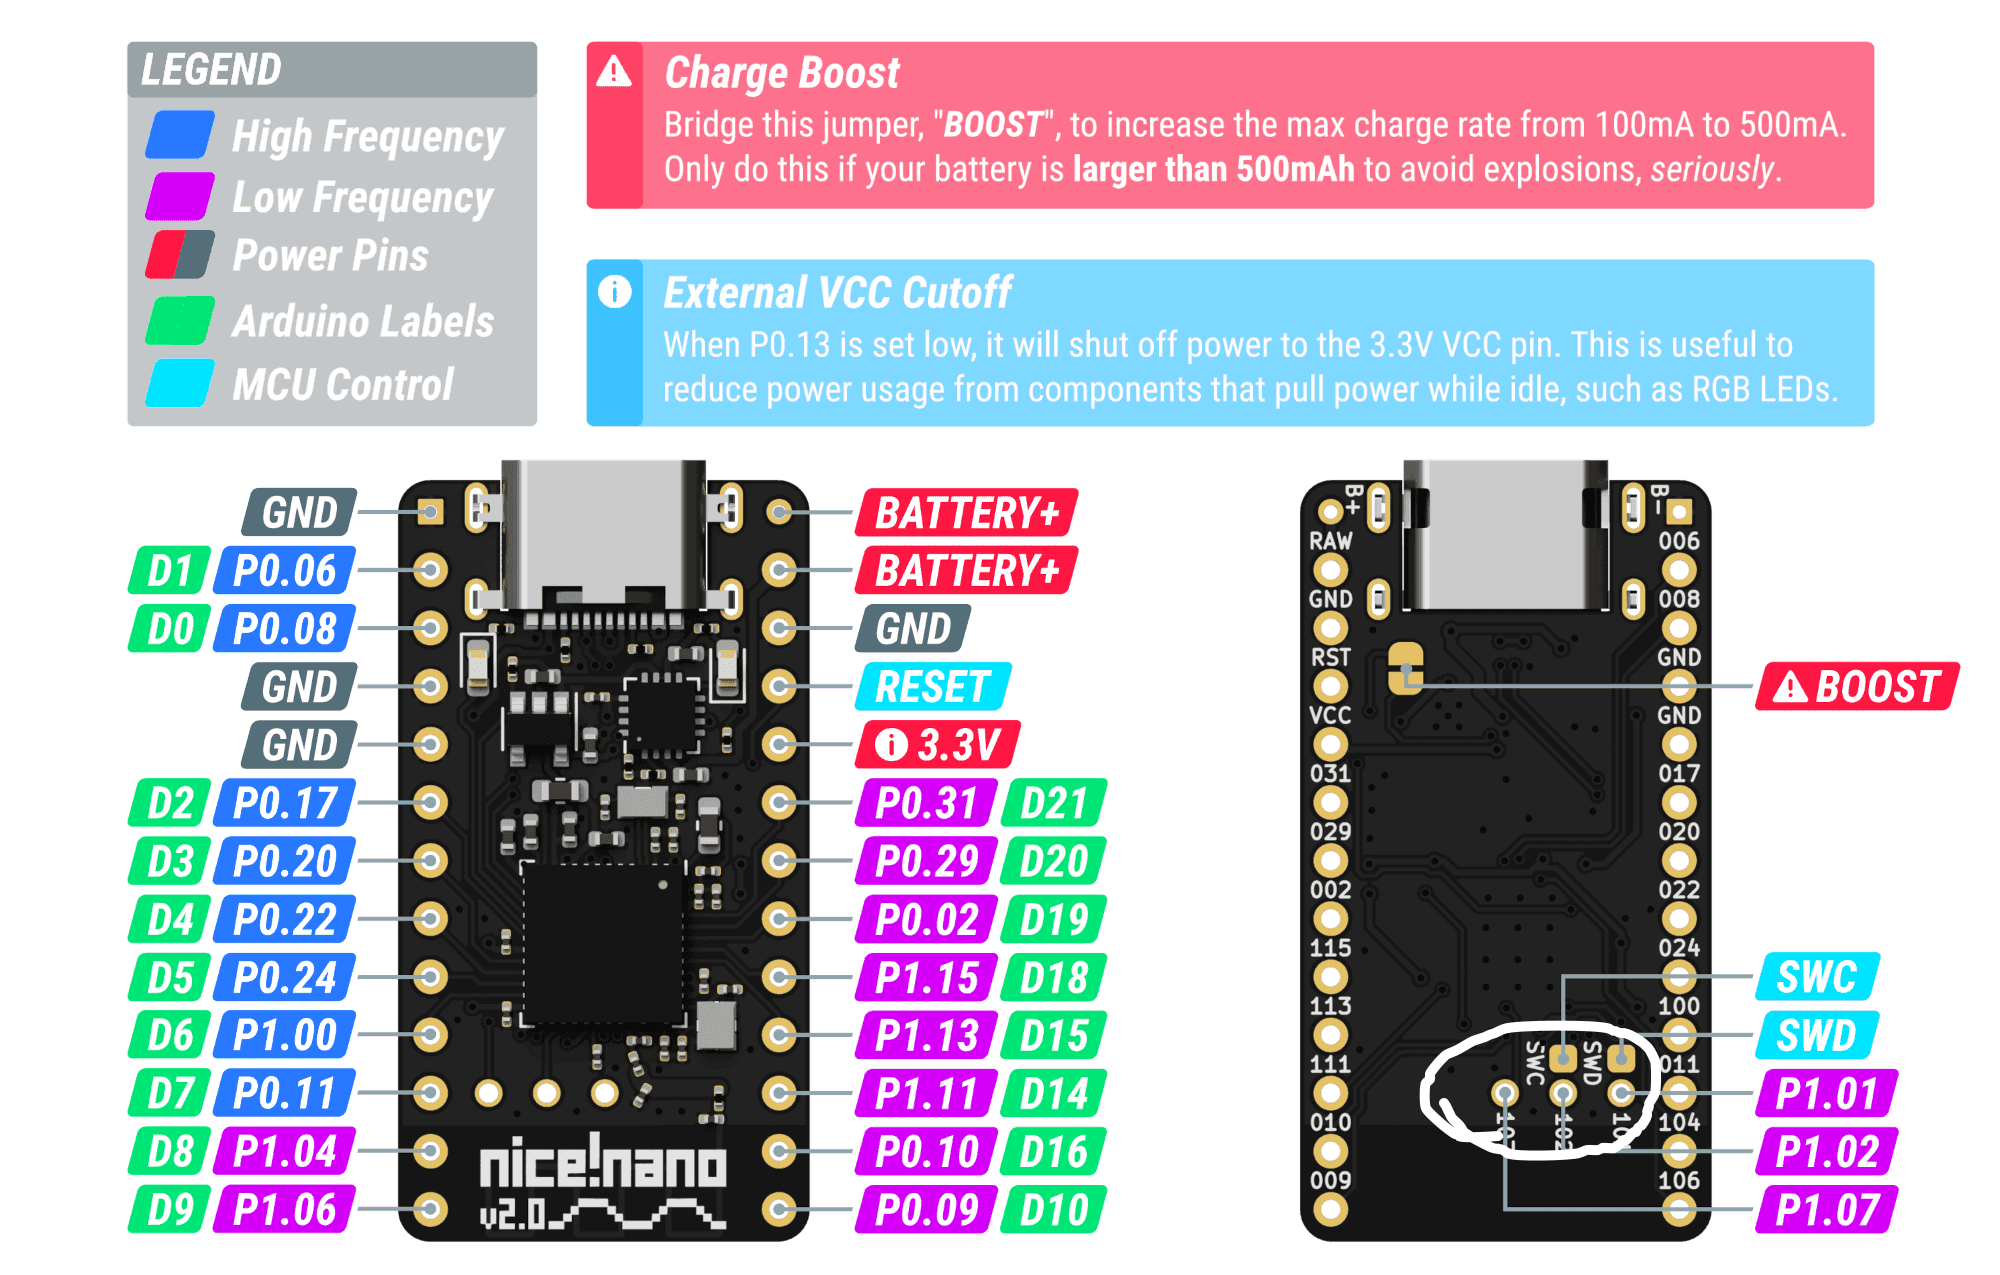 LEGEND
High Frequency
Low Frequency
Power Pins
Arduino Labels
MCU Control
Charge Boost
Bridge this jumper, "BOOST", to increase the max charge rate from 100mA to 500mA.
Only do this if your battery is larger than 500mAh to avoid explosions, seriously.
External VCC Cutoff
When P0.13 is set low, it will shut off power to the 3.3V VCC pin. This is useful to
reduce power usage from components that pull power while idle, such as RGB LEDs.
GND
D1 P0.06
D0 P0.08
GND
GND
D2 P0.17
D3 P0.20
D4 P0.22
D5 P0.24
D6 P1.00
D7 P0.11
D8 P1.04
D9 P1.06
nice!nano
v2.0
BATTERY+
BATTERY+
GND
RESET
3.3V
P0.31 D21
P0.29 D20
P0.02 D19
P1.15 D18
P1.13 D15
P1.11 D14
P0.10 D16
P0.09 D10
B+
RAW
GND
RST
VCC
031
029
002
115
113
111
010
009
B-
006
008
GND
GND
017
020
022
024
100
011
104
106
SWC
SWD
BOOST
SWC
SWD
P1.01
P1.02
P1.07